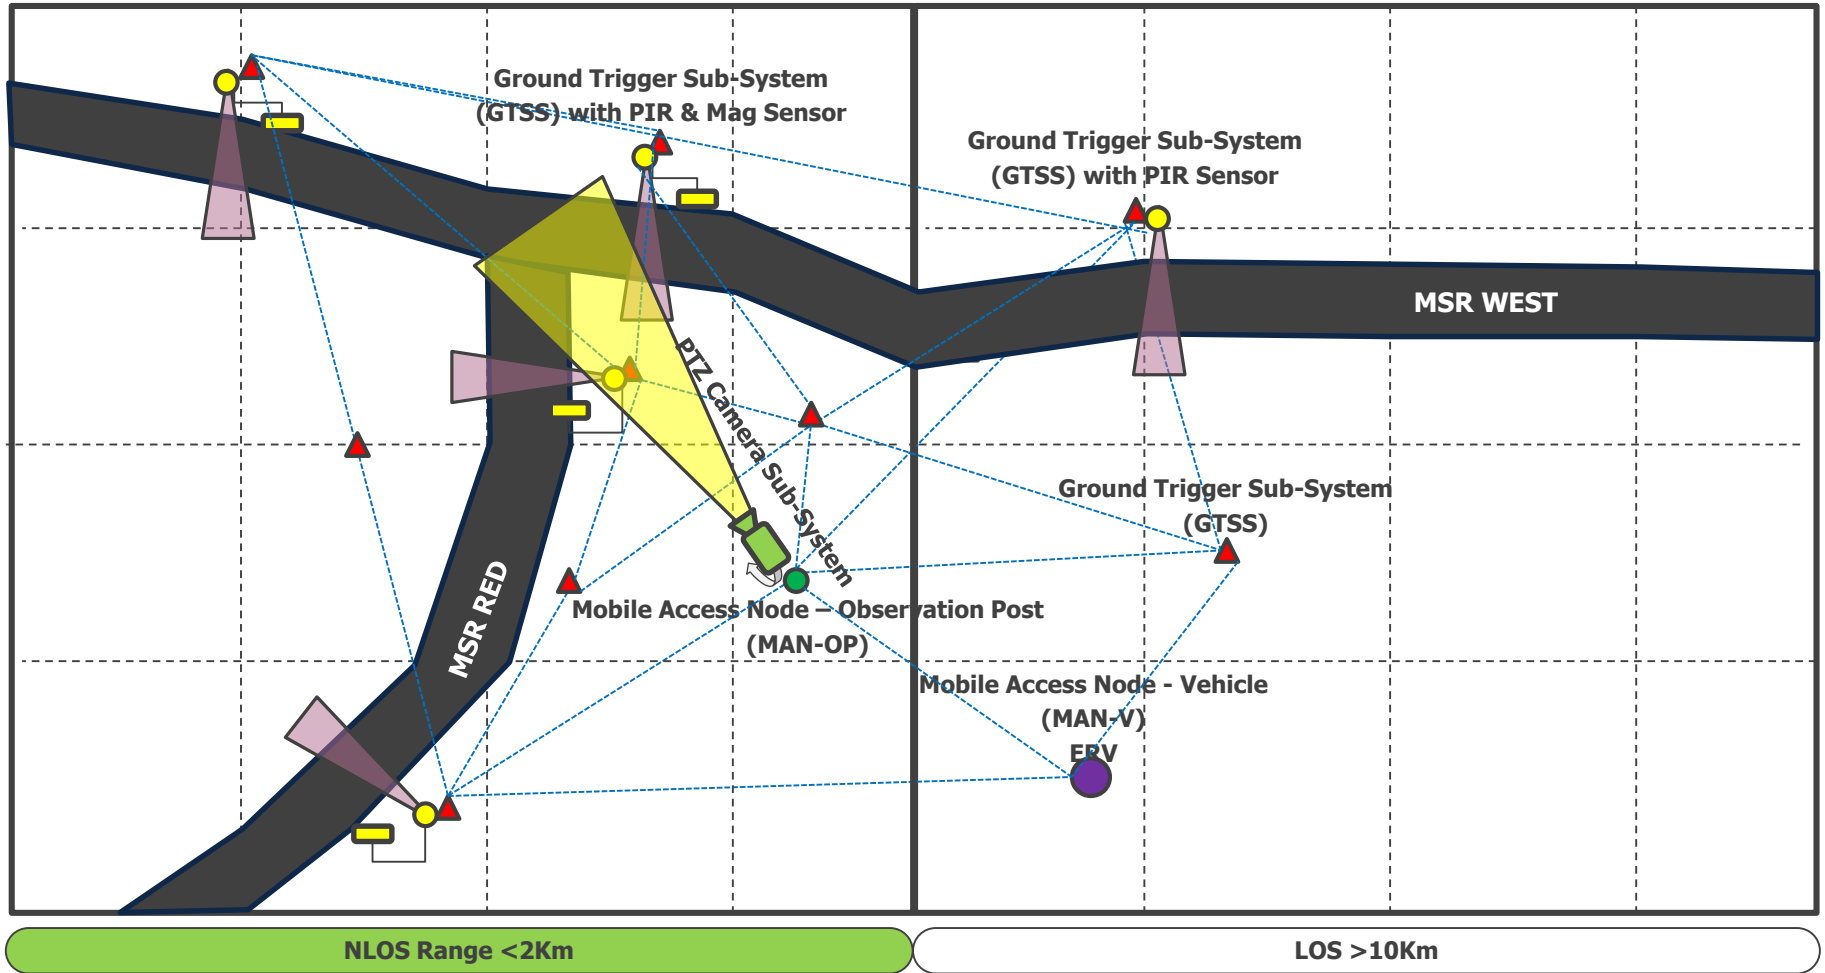 Ground Trigger Sub-System
(GTSS) with PIR & Mag Sensor
Ground Trigger Sub-System
(GTSS) with PIR Sensor
MSR WEST
PTZ Camera Sub-System
Ground Trigger Sub-System
(GTSS)
MSR RED
Mobile Access Node – Observation Post
(MAN-OP)
Mobile Access Node - Vehicle
(MAN-V)
ERV
NLOS Range <2Km
LOS >10Km